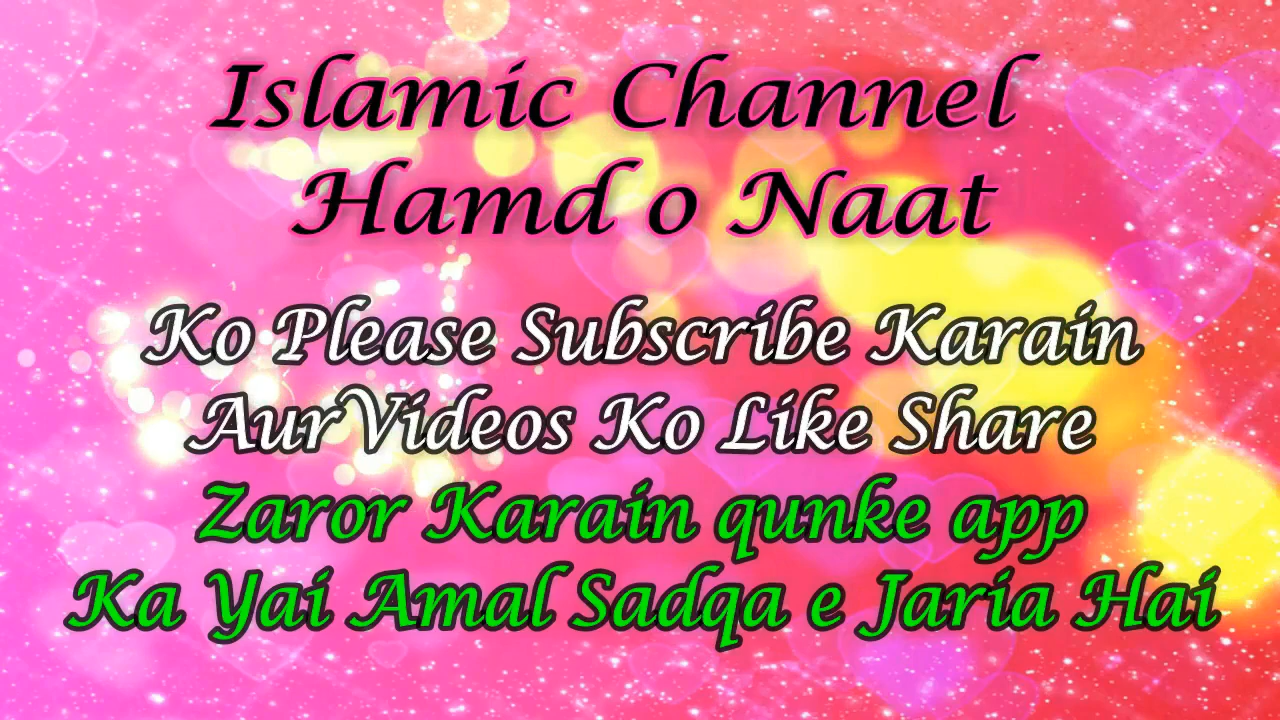 Islamic Channel
Hamd o Naat
Ko Please Subscribe Karain
AurVideos Ko Like Share
Zaror Karain qunke app
Ka Yai Amal Sadqa e Jaria Hai